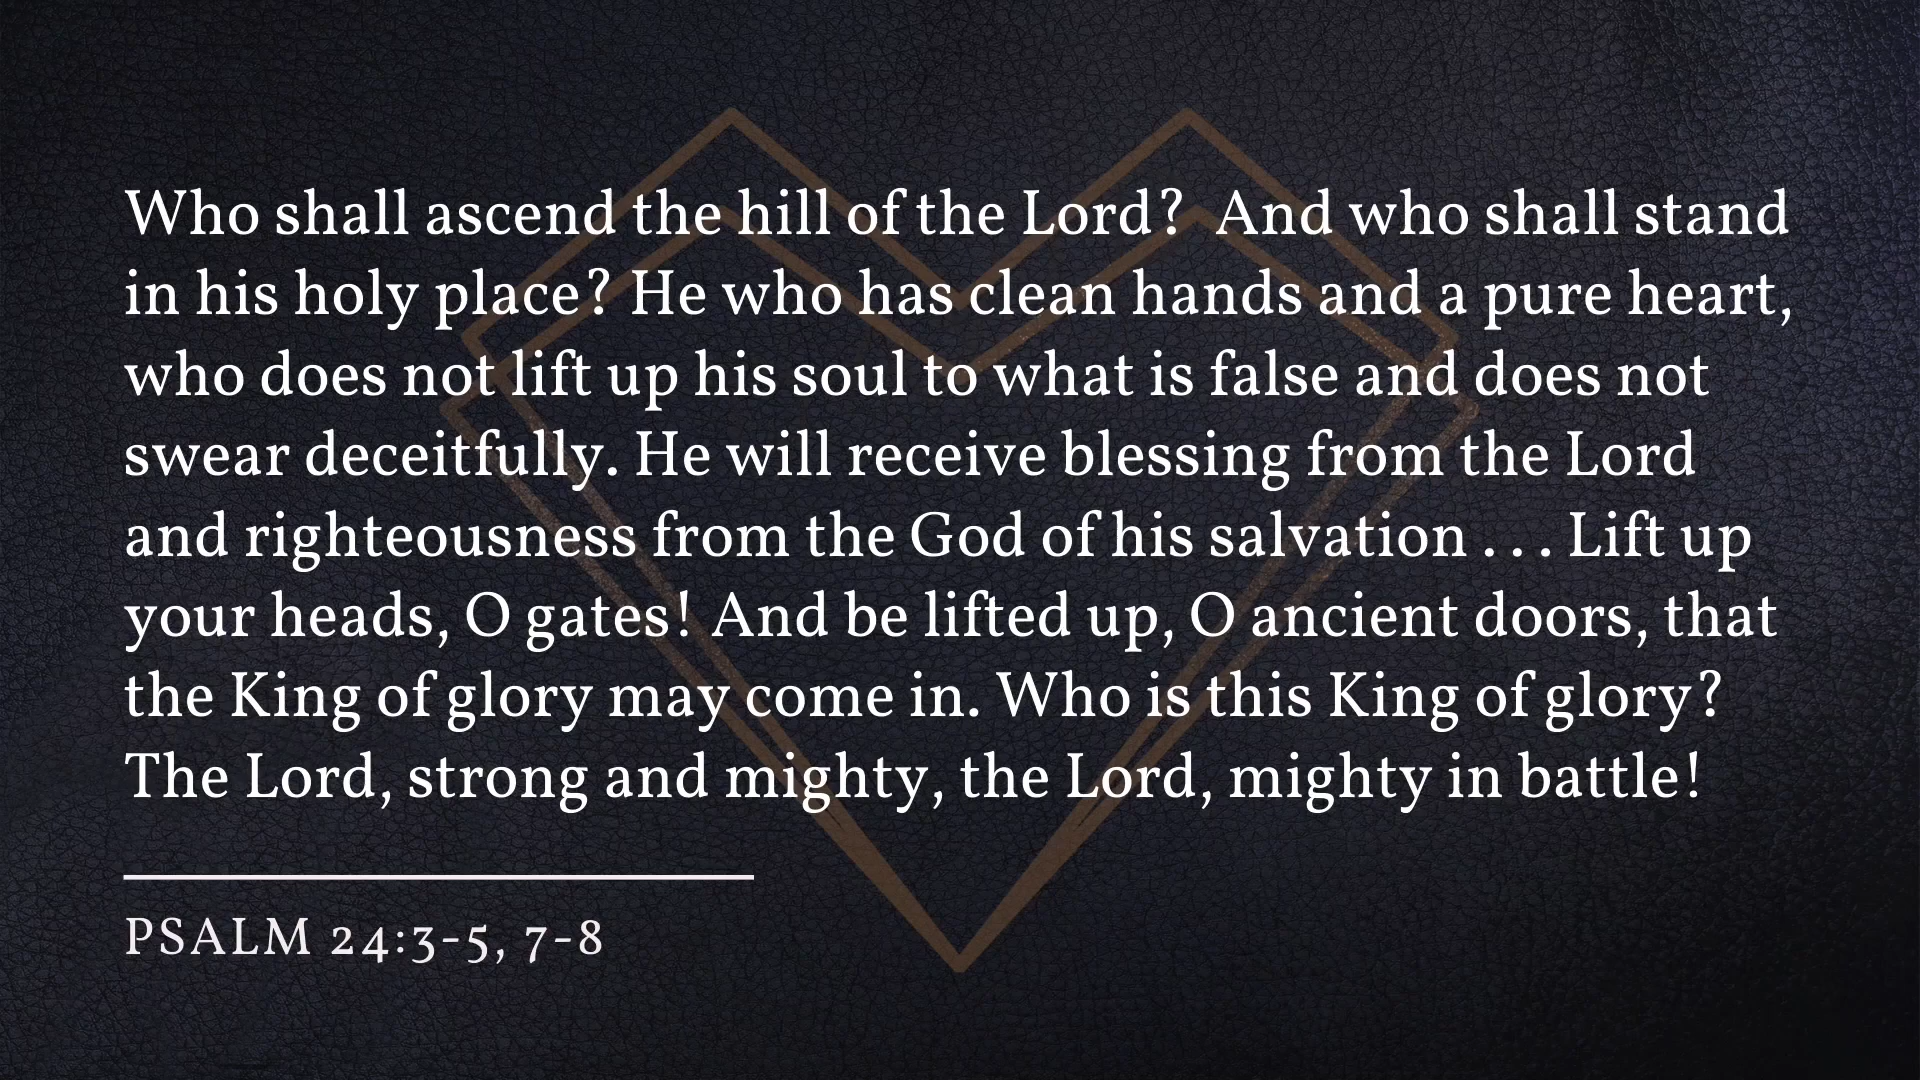 Who shall ascend the hill of the Lord?  And who shall stand
in his holy place? He who has clean hands and a pure heart,
who does not lift up his soul to what is false and does not
swear deceitfully. He will receive blessing from the Lord
and righteousness from the God of his salvation . . . Lift up
your heads, O gates! And be lifted up, O ancient doors, that
the King of glory may come in. Who is this King of glory?
The Lord, strong and mighty, the Lord, mighty in battle!
PSALM 24:3-5, 7-8